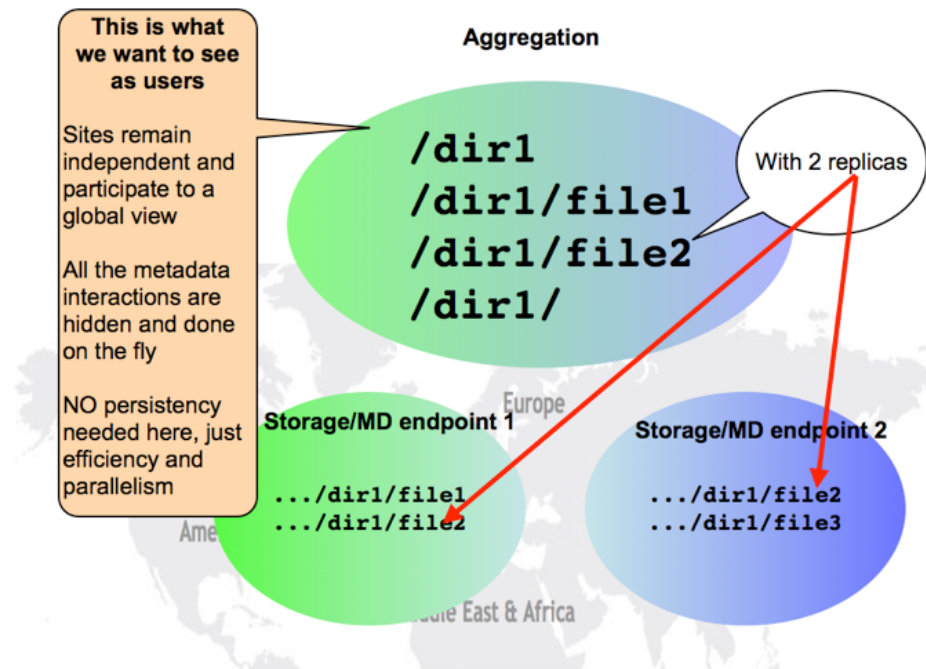 This is what
we want to see
as users
Sites remain
independent and
participate to a
global view
All the metadata
interactions are
hidden and done
on the fly
NO persistency
needed here, just
efficiency and
parallelism
Aggregation
/dir1
/dir1/file1
/dir1/file2
/dir1/
With 2 replicas
Europe
Storage/MD endpoint 1
.../dir1/file1
.../dir1/file2
Storage/MD endpoint 2
.../dir1/file2
.../dir1/file3
Ame
East & Africa